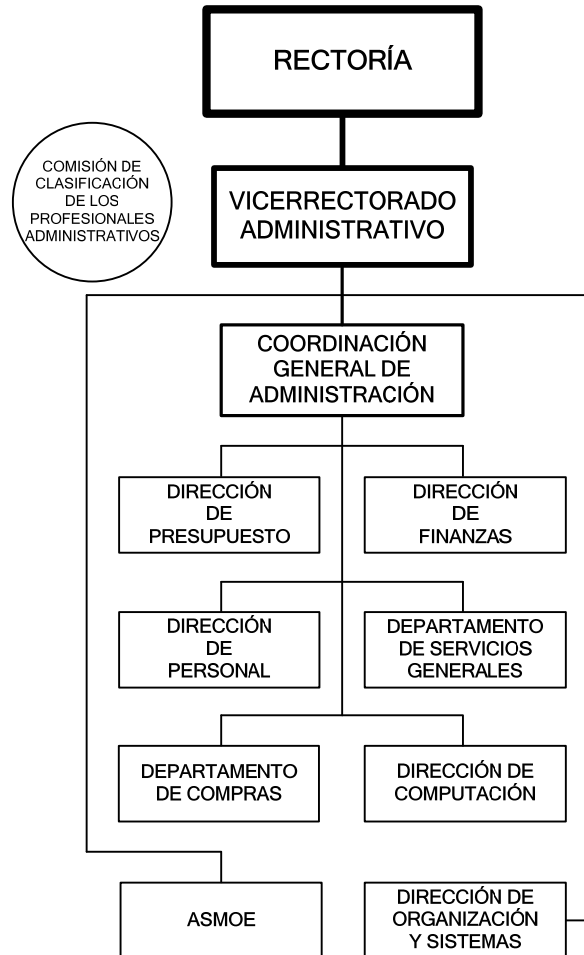 RECTORÍA
COMISIÓN DE
CLASIFICACIÓN
DE LOS
PROFESIONALES
ADMINISTRATIVOS
VICERRECTORADO
ADMINISTRATIVO
COORDINACIÓN
GENERAL DE
ADMINISTRACIÓN
DIRECCIÓN
DE
PRESUPUESTO
DIRECCIÓN
DE
FINANZAS
DIRECCIÓN
DE
PERSONAL
DEPARTAMENTO
DE SERVICIOS
GENERALES
DEPARTAMENTO
DE COMPRAS
DIRECCIÓN DE
COMPUTACIÓN
ASMOE
DIRECCIÓN DE
ORGANIZACIÓN
Y SISTEMAS